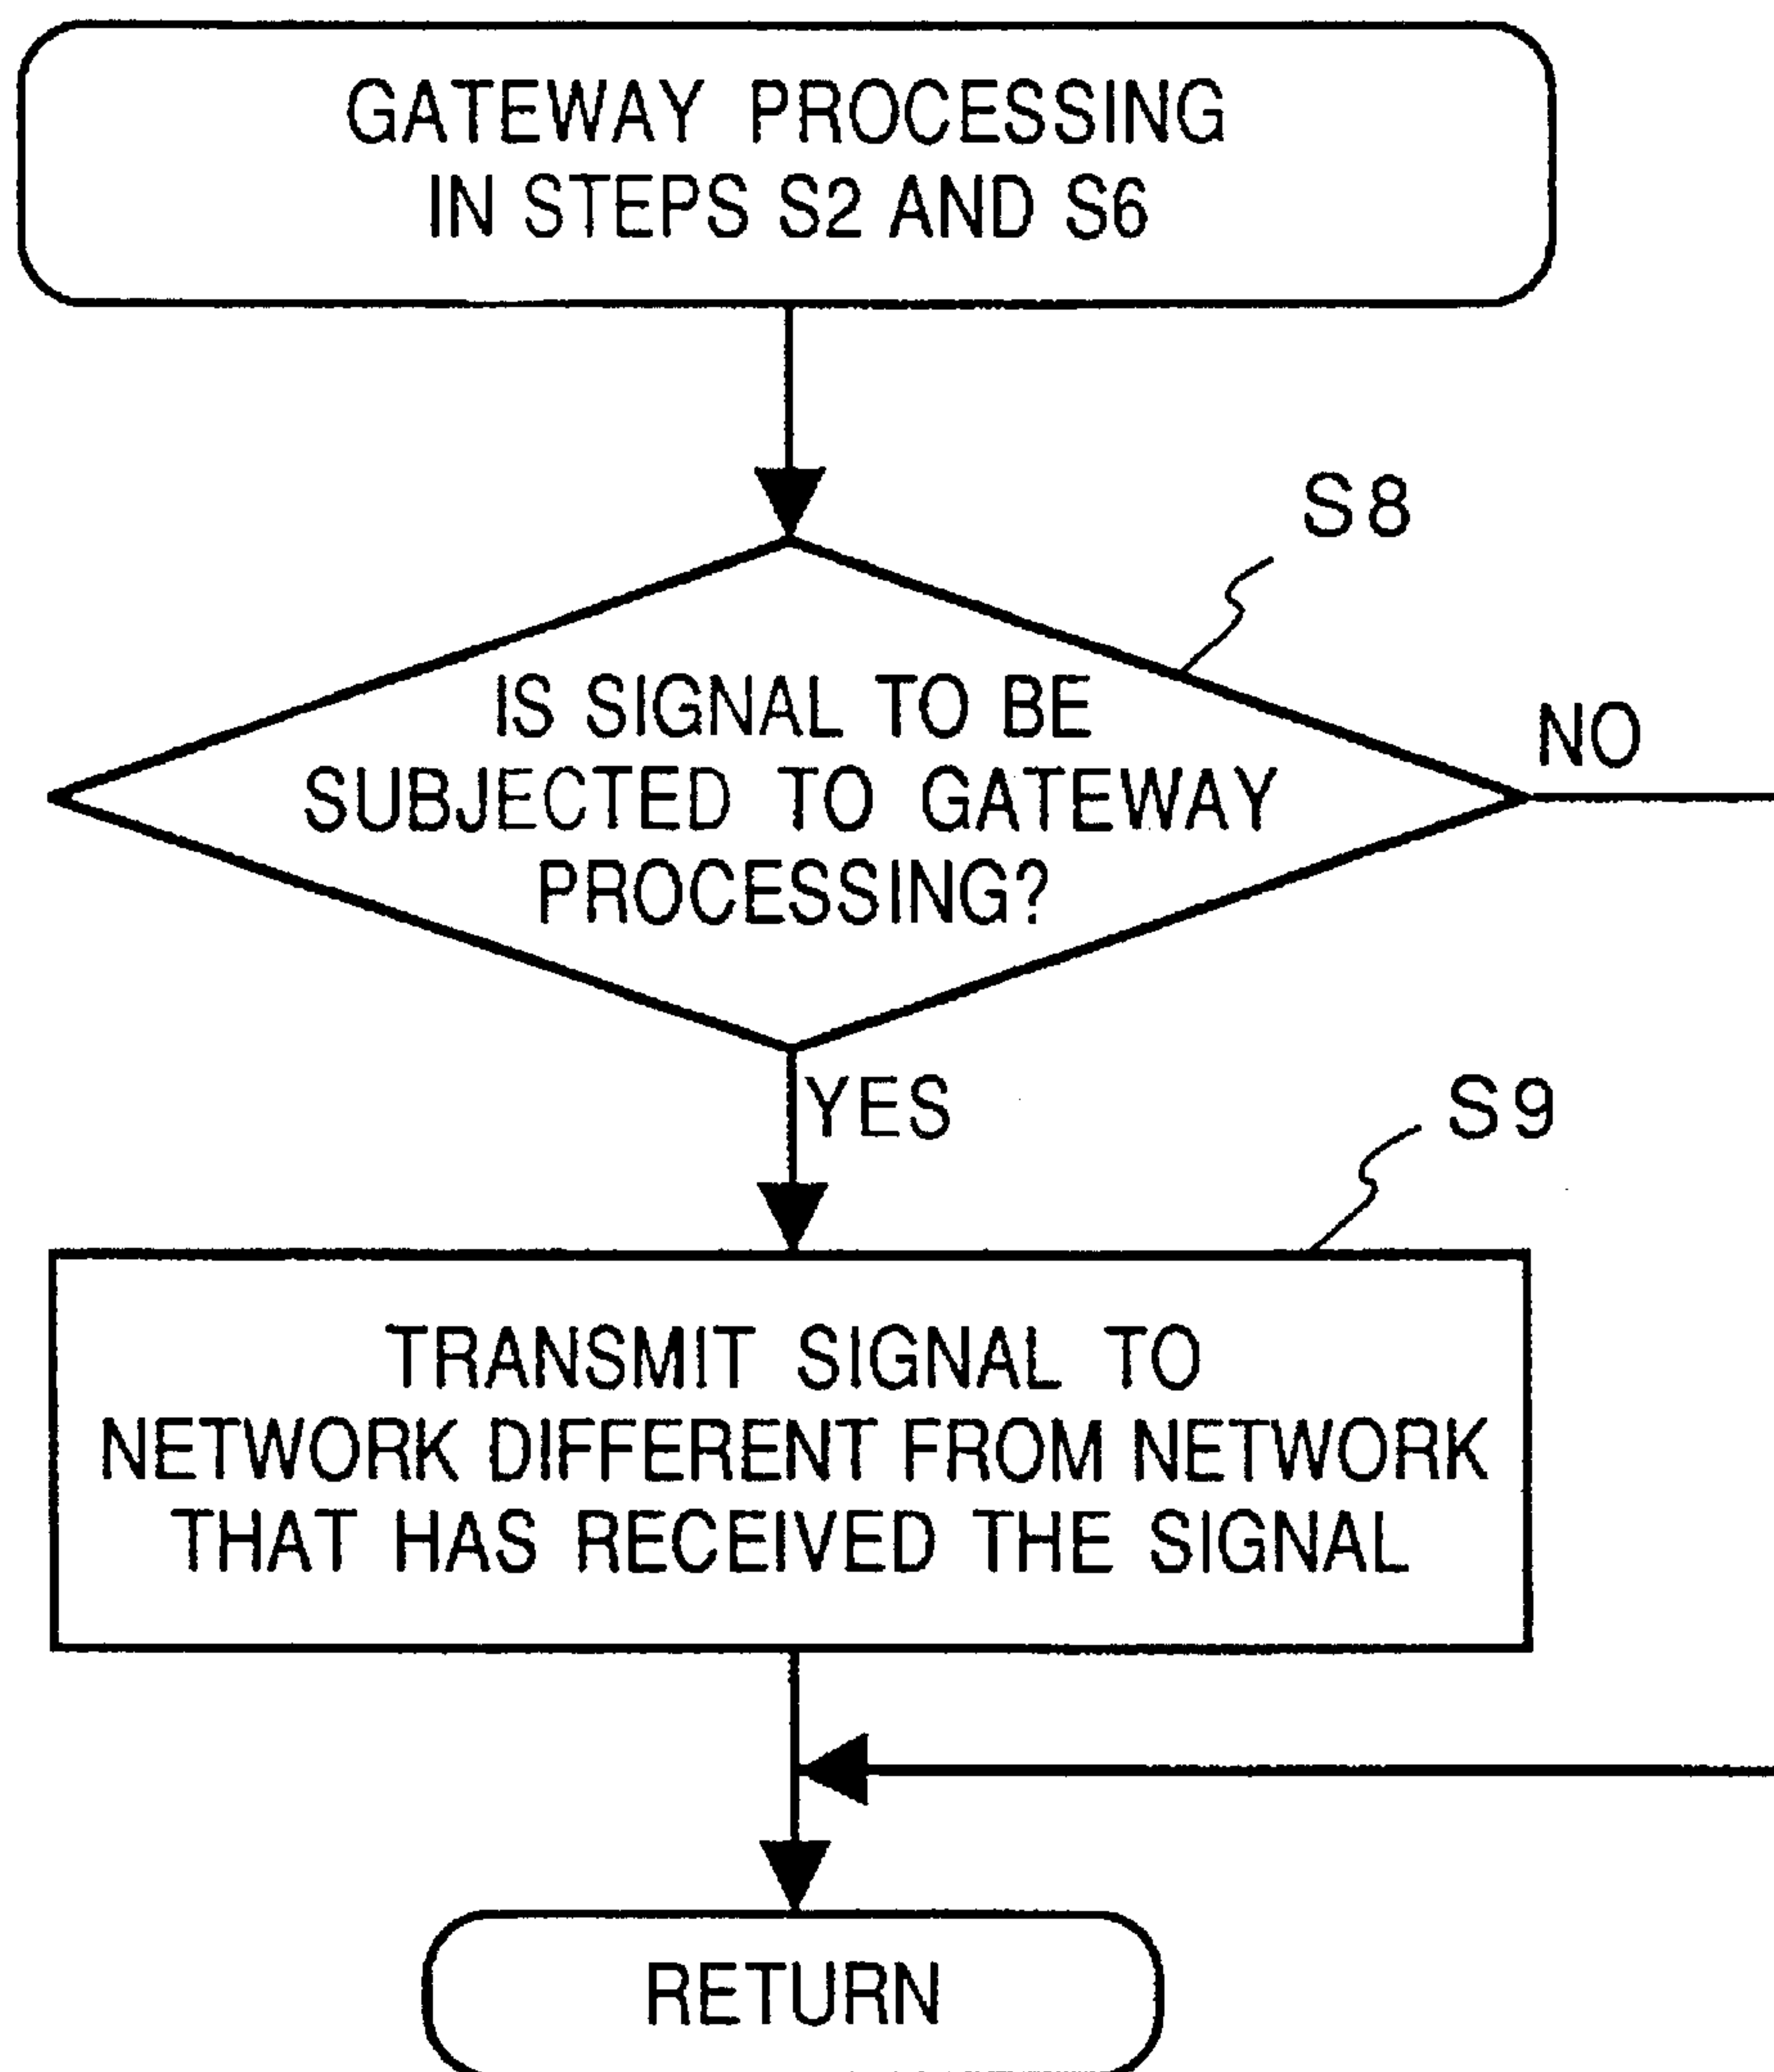 GATEWAY PROCESSING
IN STEPS S2 AND S6
S8
IS SIGNAL TO BE
SUBJECTED TO GATEWAY
PROCESSING?
NO
YES
S9
TRANSMIT SIGNAL TO
NETWORK DIFFERENT FROM NETWORK
THAT HAS RECEIVED THE SIGNAL
RETURN